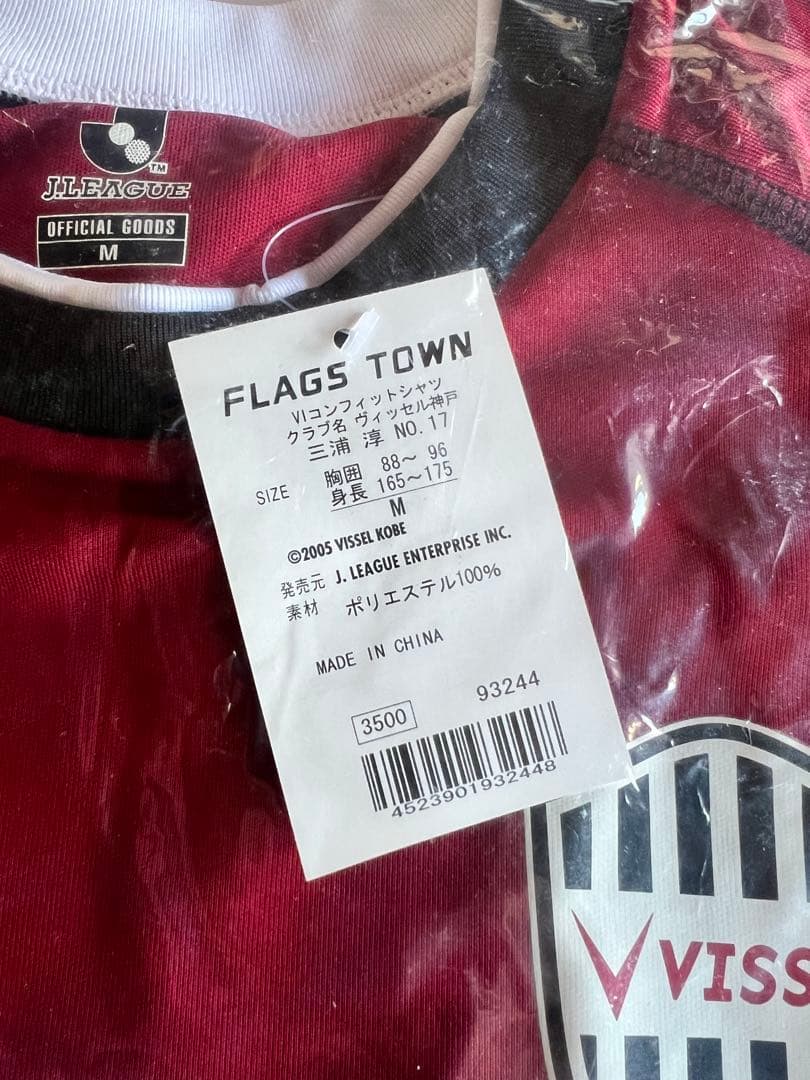 J.LEAGUE
TM
OFFICIAL GOODS
M
FLAGS TOWN
VIコンフィットシャツ
クラブ名 ヴィッセル神戸
三浦 淳 NO.17
SIZE 胸囲 88～ 96
身長 165～175
M
©2005 VISSEL KOBE
発売元 J. LEAGUE ENTERPRISE INC.
素材 ポリエステル100%
MADE IN CHINA
3500 93244
4523901932448
VISS